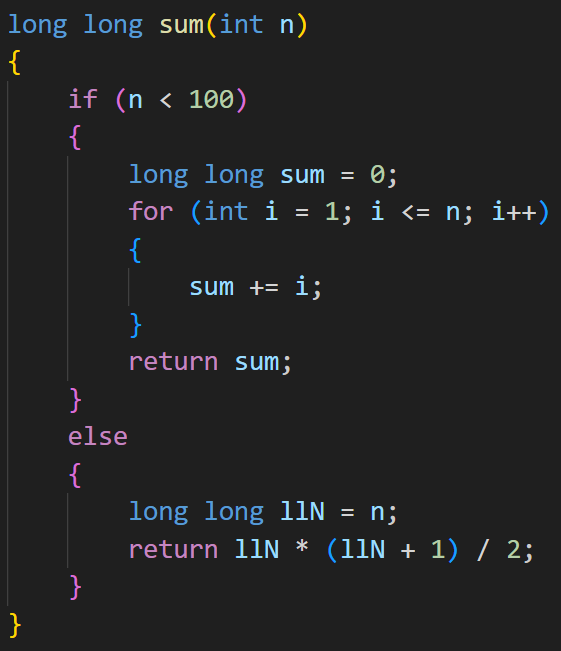 long long sum(int n)
{
    if (n < 100)
    {
        long long sum = 0;
        for (int i = 1; i <= n; i++)
        {
            sum += i;
        }
        return sum;
    }
    else
    {
        long long llN = n;
        return llN * (llN + 1) / 2;
    }
}